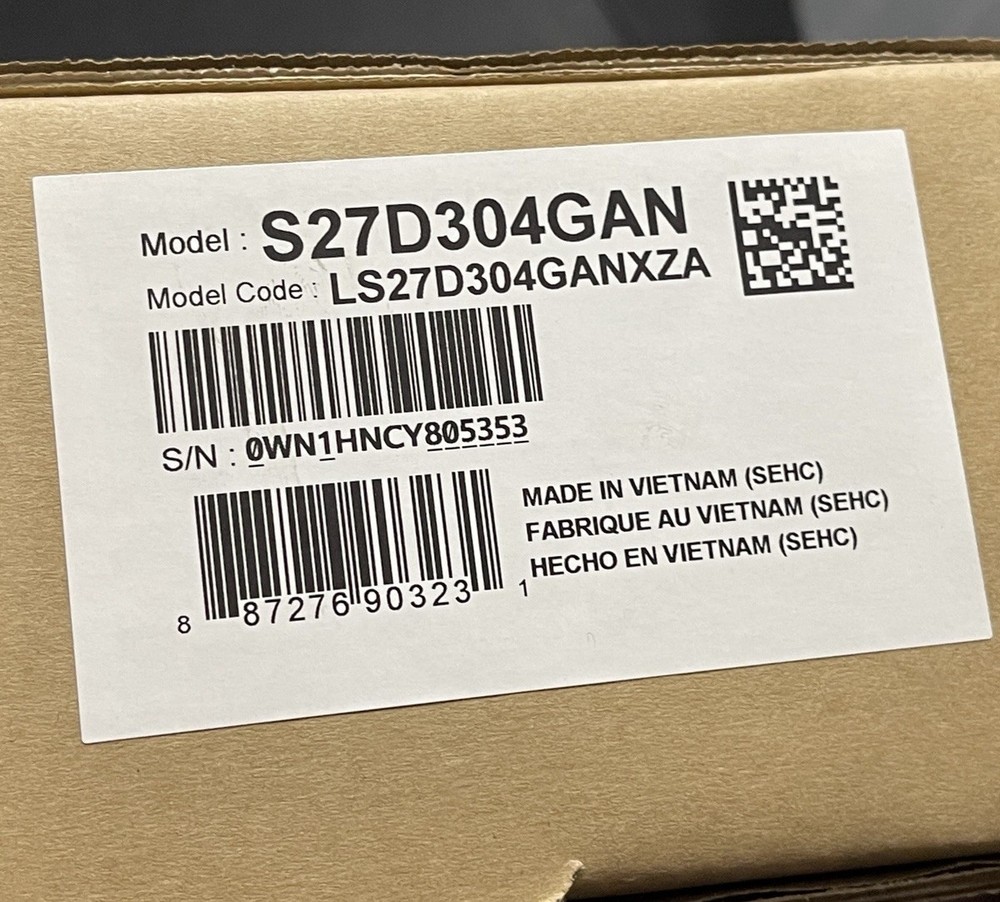 Model : S27D304GAN
Model Code : LS27D304GANXZA
S/N : 0WN1HNCY805353
MADE IN VIETNAM (SEHC)
FABRIQUE AU VIETNAM (SEHC)
HECHO EN VIETNAM (SEHC)
8 87276 90323 1